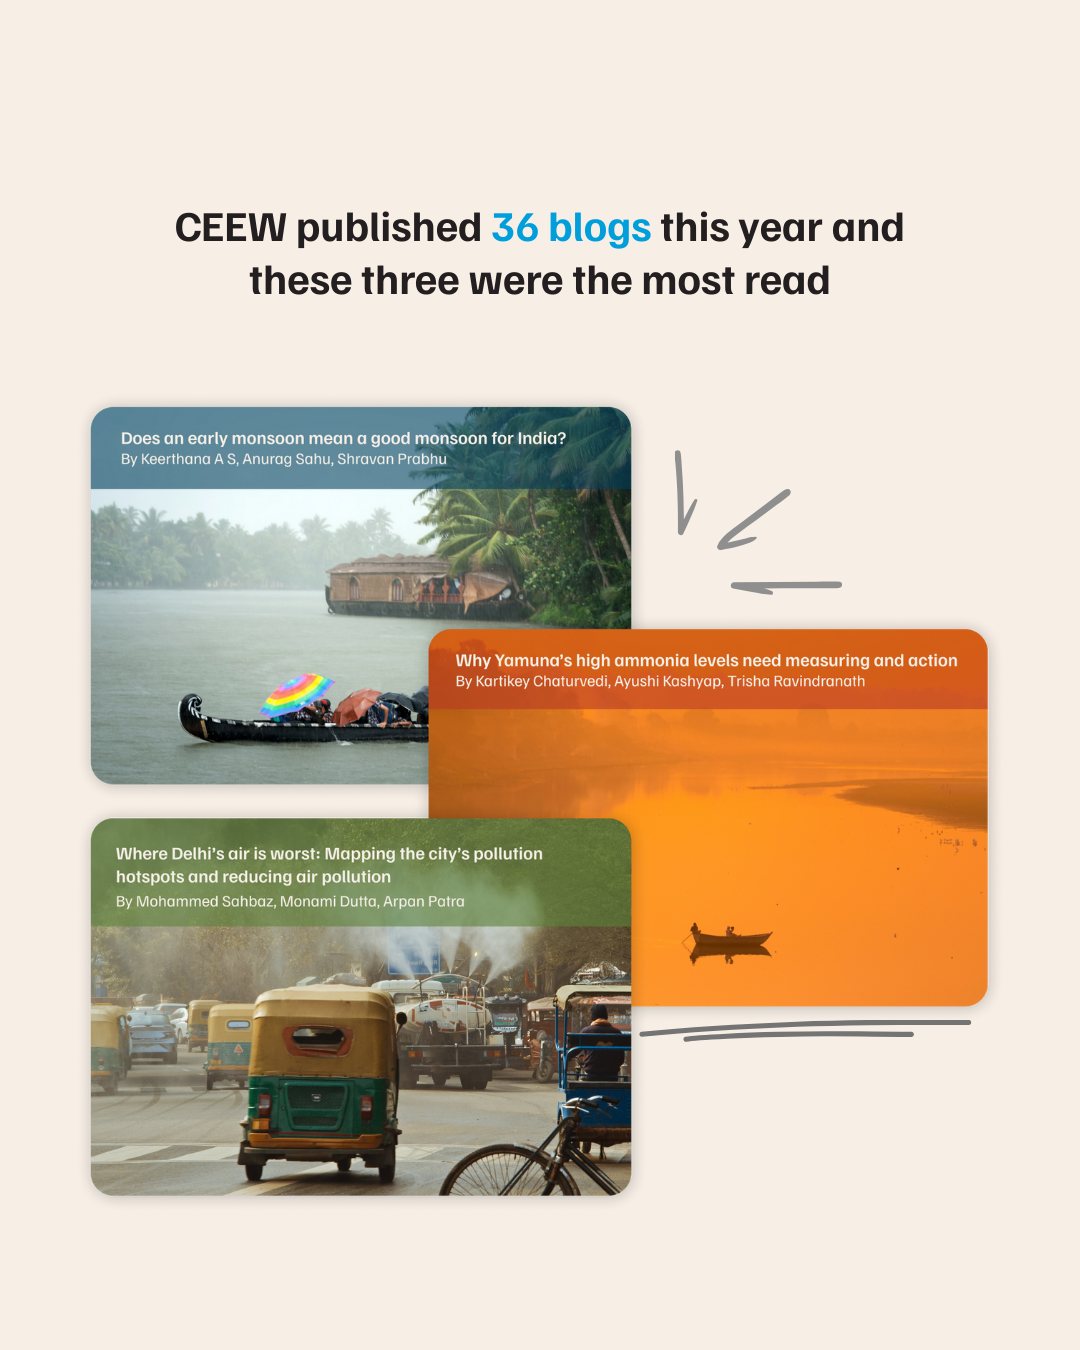 CEEW published 36 blogs this year and
these three were the most read
Does an early monsoon mean a good monsoon for India?
By Keerthana A S, Anurag Sahu, Shravan Prabhu
Why Yamuna’s high ammonia levels need measuring and action
By Kartikey Chaturvedi, Ayushi Kashyap, Trisha Ravindranath
Where Delhi’s air is worst: Mapping the city’s pollution
hotspots and reducing air pollution
By Mohammed Sahbaz, Monami Dutta, Arpan Patra